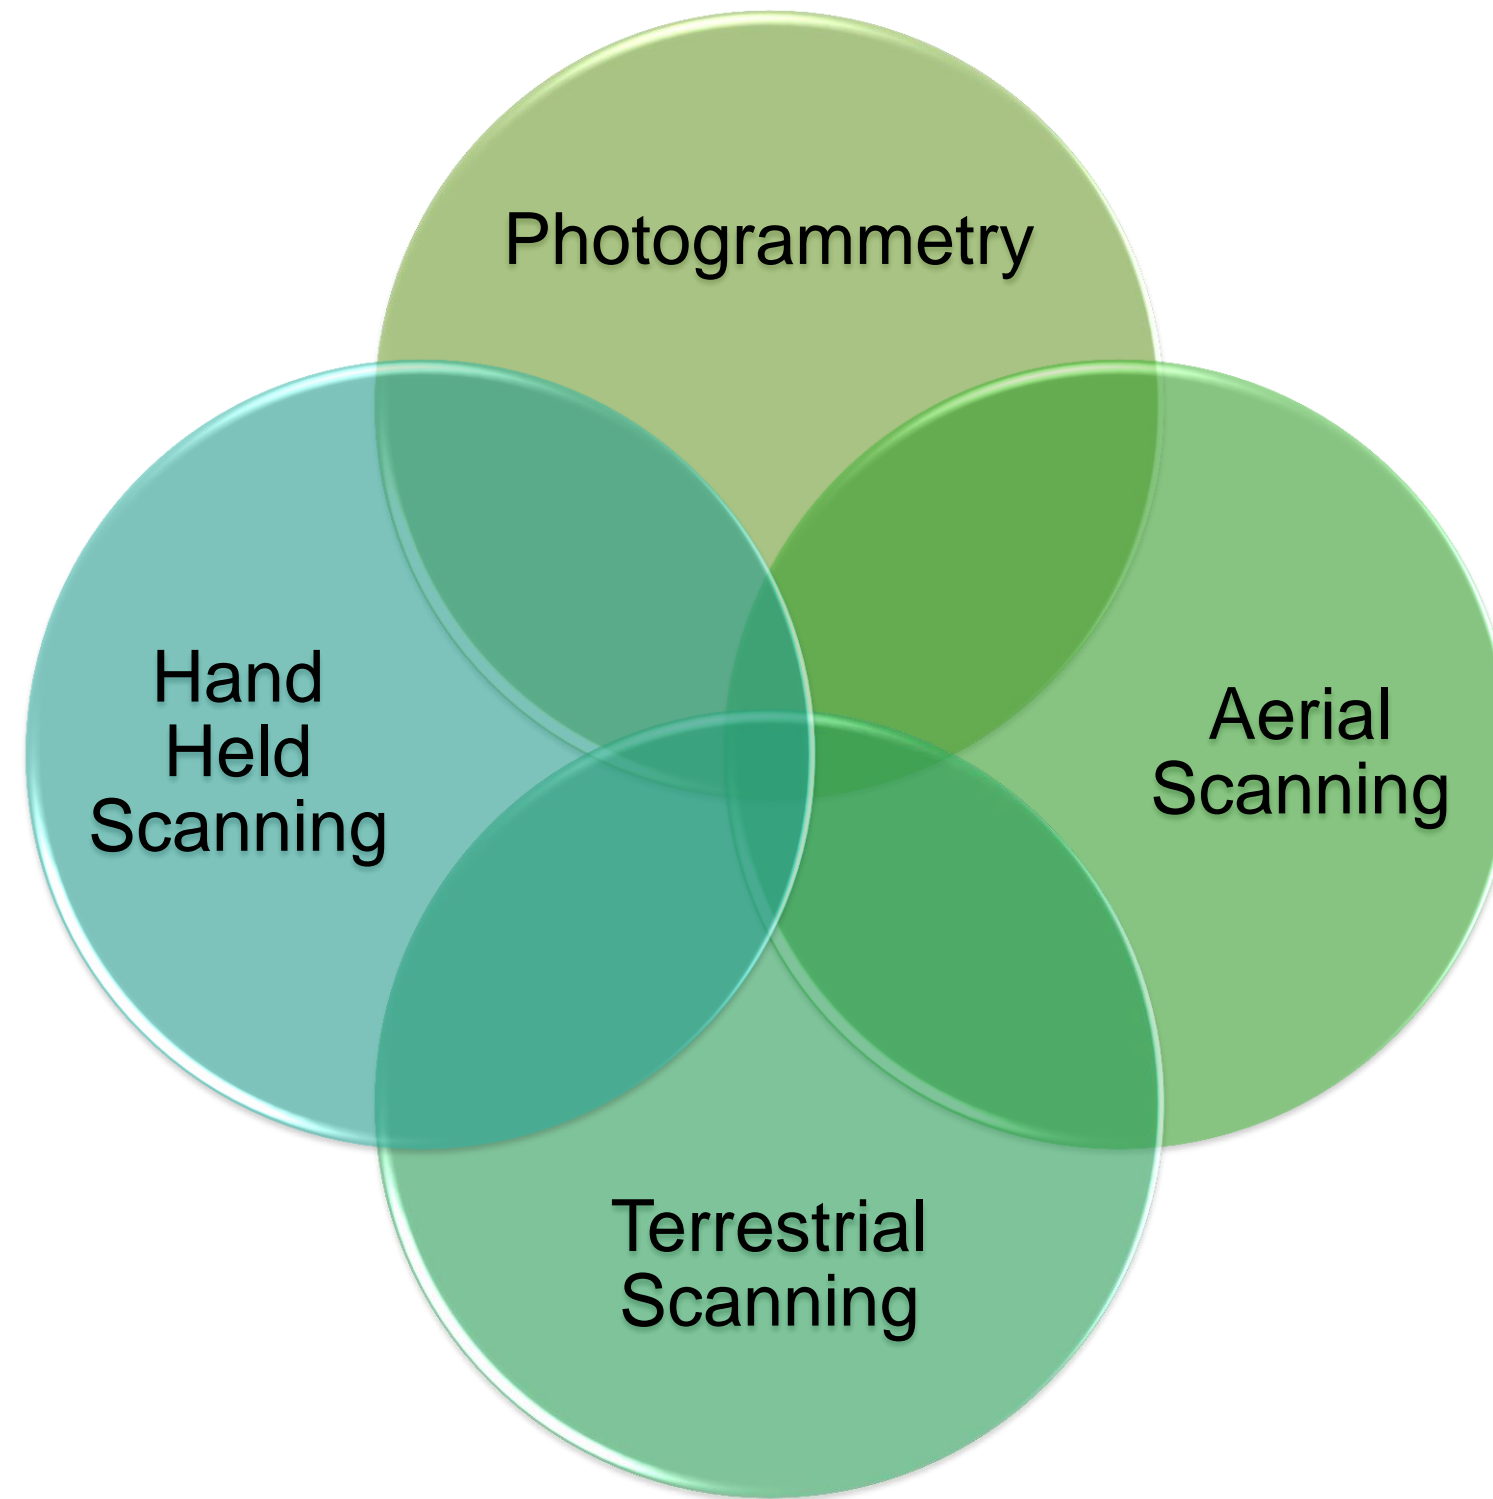 Photogrammetry
Hand
Held
Scanning
Aerial
Scanning
Terrestrial
Scanning